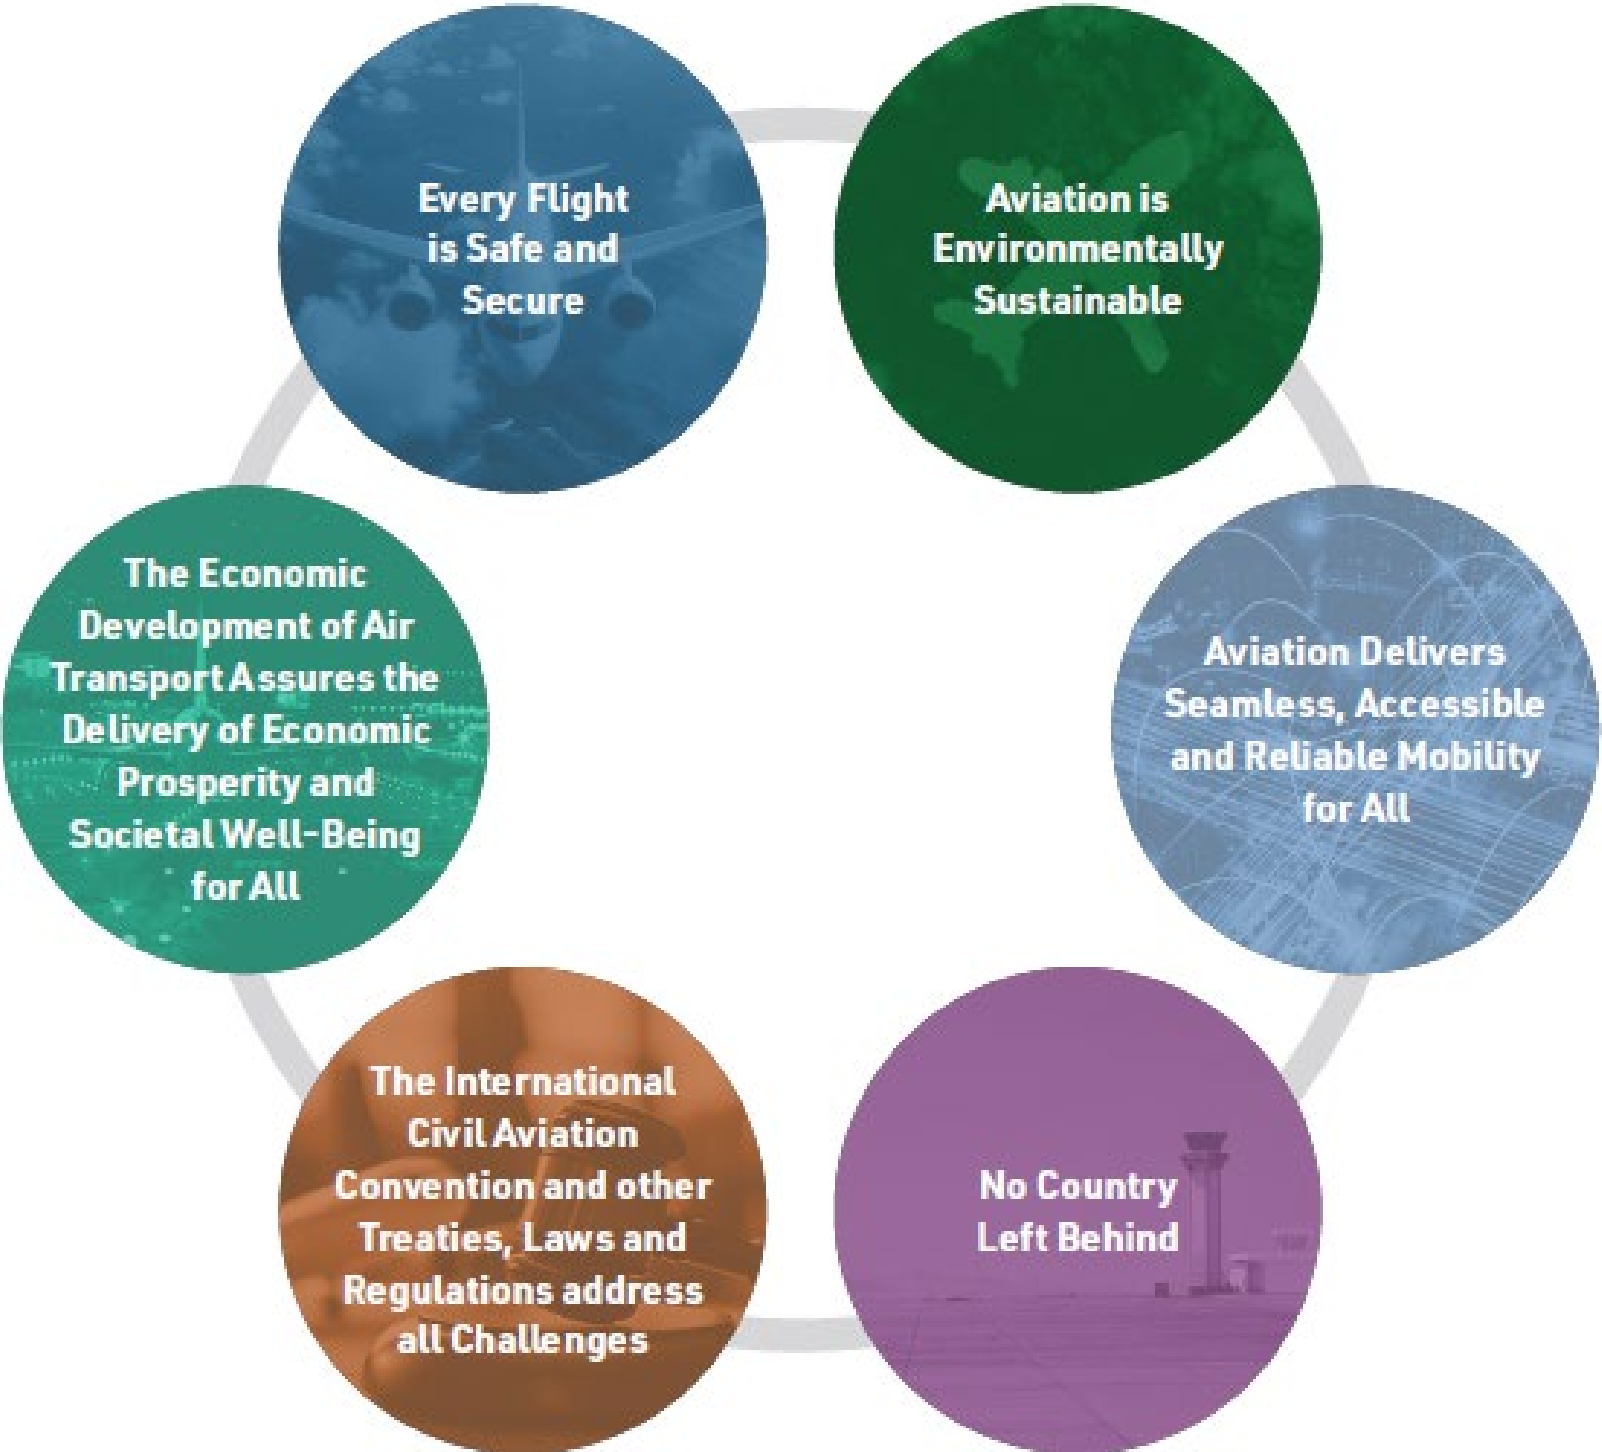 Every Flight
is Safe and
Secure
Aviation is
Environmentally
Sustainable
Aviation Delivers
Seamless, Accessible
and Reliable Mobility
for All
No Country
Left Behind
The International
Civil Aviation
Convention and other
Treaties, Laws and
Regulations address
all Challenges
The Economic
Development of Air
Transport Assures the
Delivery of Economic
Prosperity and
Societal Well-Being
for All